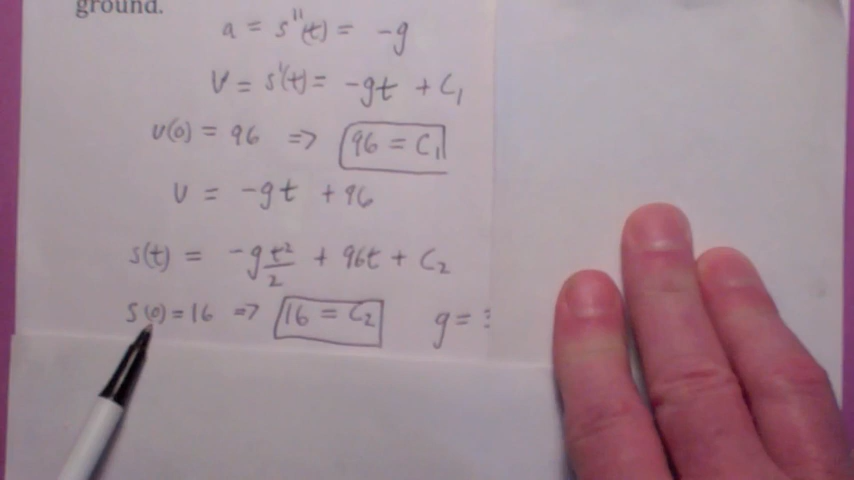 ground.
a = s''(t) = -g
v = s'(t) = -gt + C₁
v(0) = 96 => 96 = C₁
v = -gt + 96
s(t) = -g t²/2 + 96t + C₂
s(0) = 16 => 16 = C₂ g =